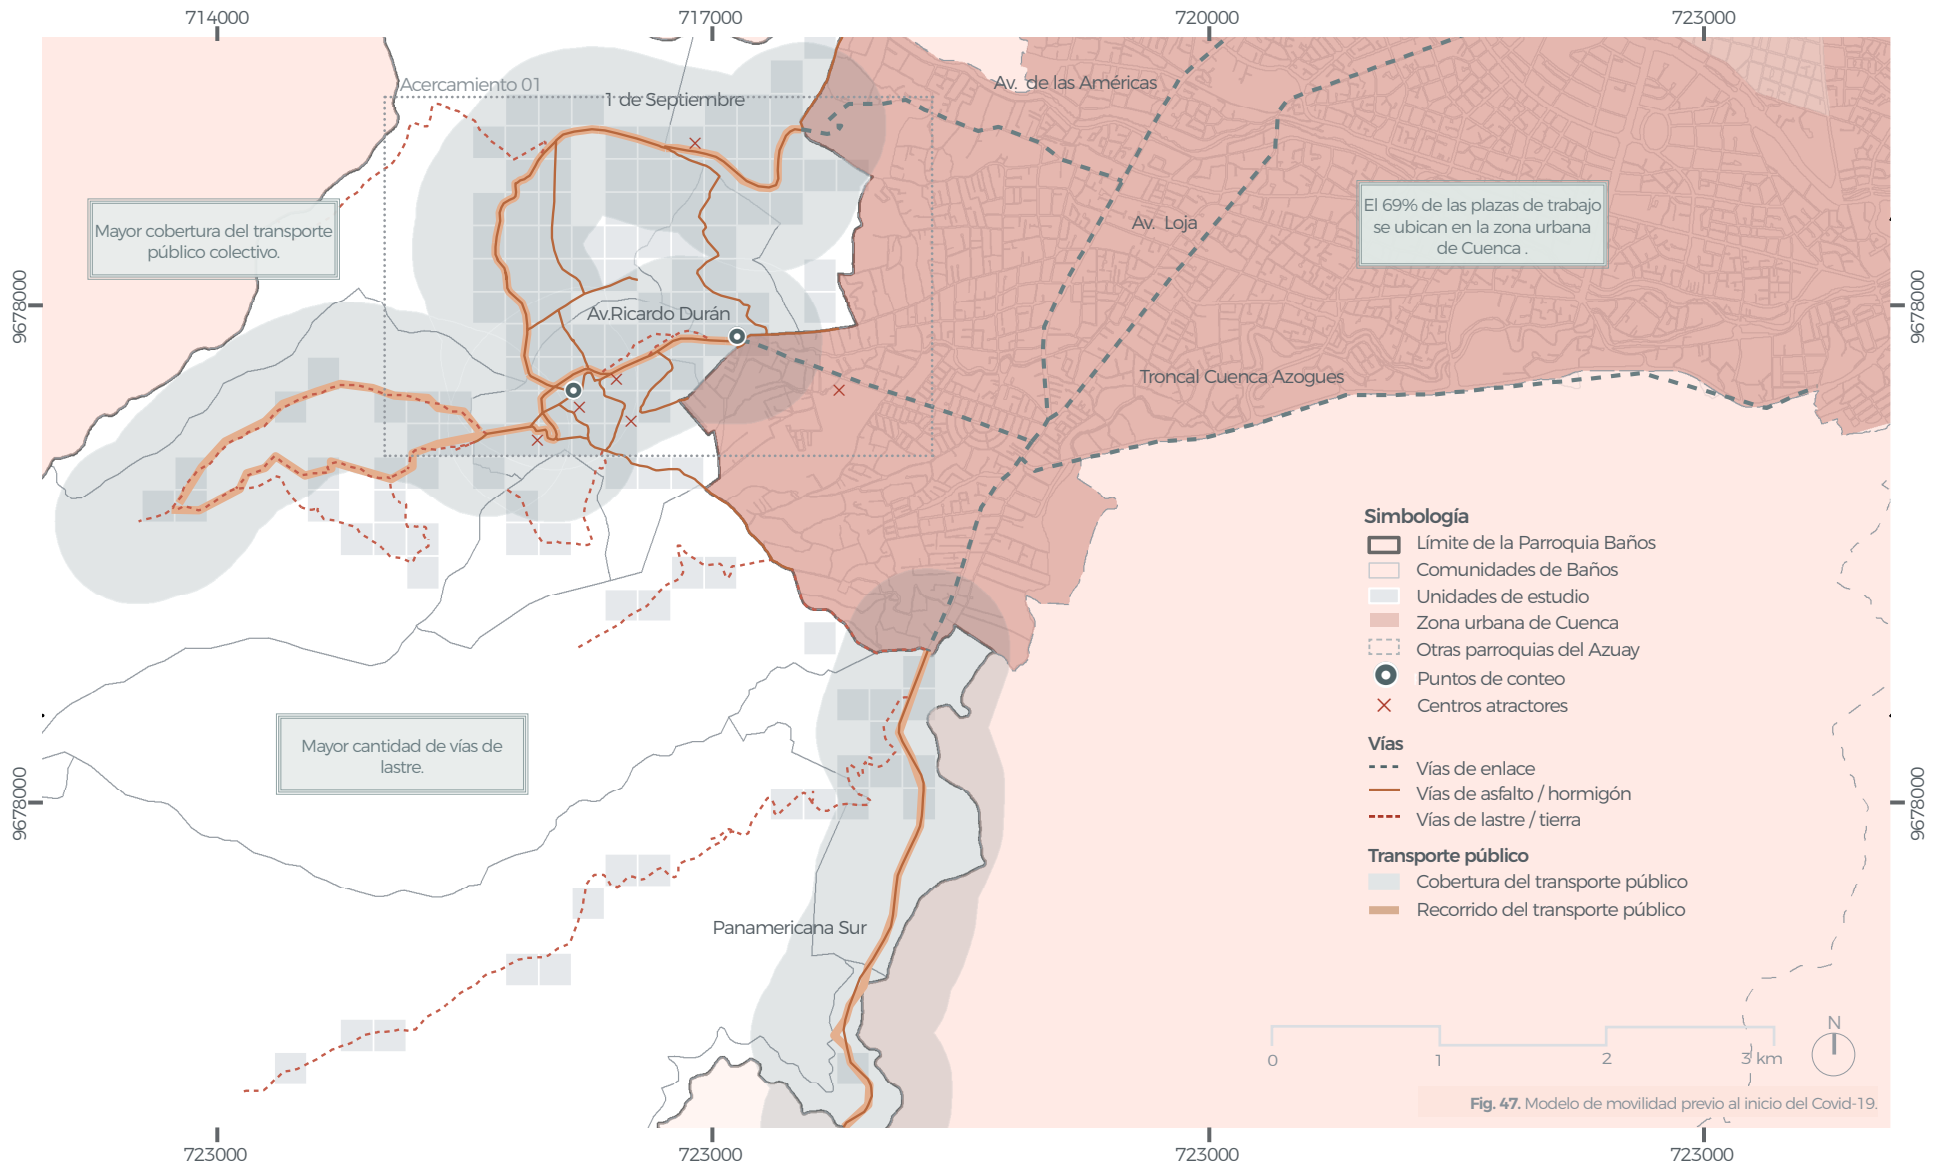 714000
717000
720000
723000
Acercamiento 01
1 de Septiembre
Av. de las Américas
Mayor cobertura del transporte
público colectivo.
Av. Loja
El 69% de las plazas de trabajo
se ubican en la zona urbana
de Cuenca .
9678000
9678000
Av.Ricardo Durán
Troncal Cuenca Azogues
Simbología
Límite de la Parroquia Baños
Comunidades de Baños
Unidades de estudio
Zona urbana de Cuenca
Otras parroquias del Azuay
Puntos de conteo
Centros atractores
Vías
Vías de enlace
Vías de asfalto / hormigón
Vías de lastre / tierra
Transporte público
Cobertura del transporte público
Recorrido del transporte público
Mayor cantidad de vías de
lastre.
9678000
9678000
Panamericana Sur
N
0
1
2
3 km
Fig. 47. Modelo de movilidad previo al inicio del Covid-19.
723000
723000
723000
723000